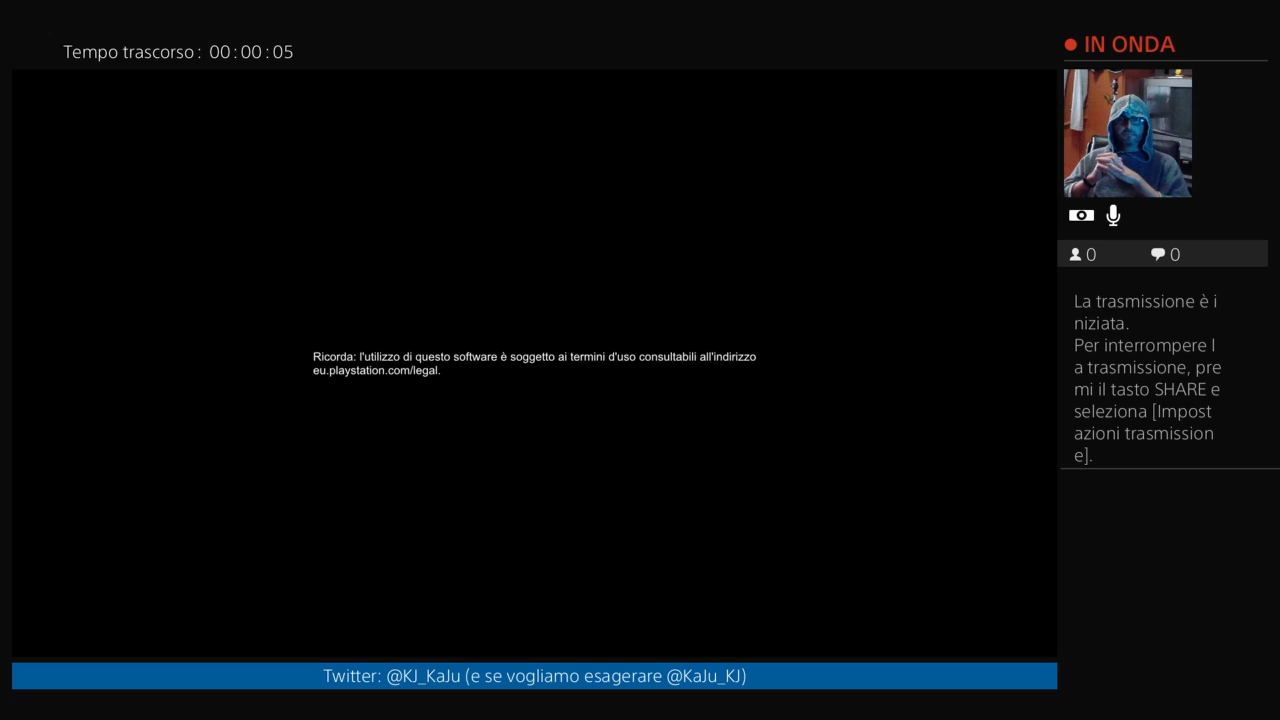 Tempo trascorso: 00:00:05
IN ONDA
0 0
La trasmissione è i
niziata.
Per interrompere l
a trasmissione, pre
mi il tasto SHARE e
seleziona [Impost
azioni trasmission
e].
Ricorda: l'utilizzo di questo software è soggetto ai termini d'uso consultabili all'indirizzo
eu.playstation.com/legal.
Twitter: @KJ_KaJu (e se vogliamo esagerare @KaJu_KJ)